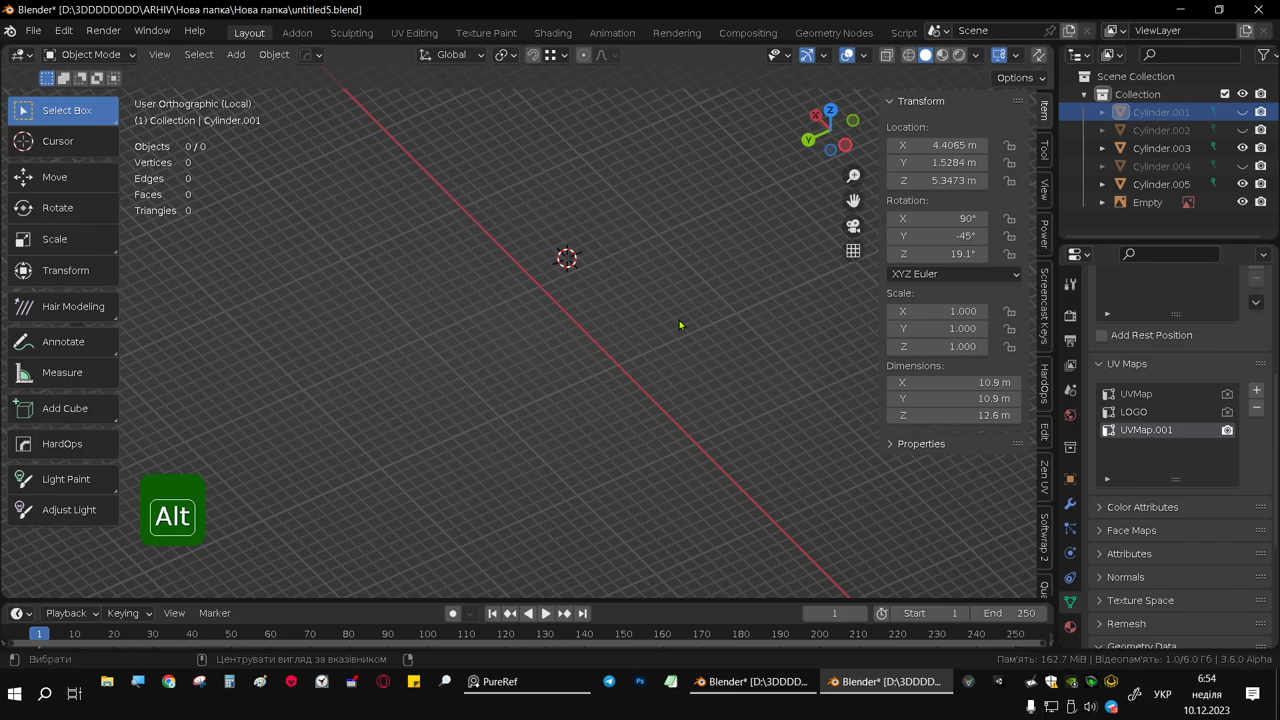 Blender* [D:\3DDDDDDDD\ARHIV\Нова папка\Нова папка\untitled5.blend]
File Edit Render Window Help Layout Addon Sculpting UV Editing Texture Paint Shading Animation Rendering Compositing Geometry Nodes Script Scene ViewLayer
Object Mode View Select Add Object Global
Options
User Orthographic (Local)
(1) Collection | Cylinder.001
Objects 0 / 0
Vertices 0
Edges 0
Faces 0
Triangles 0
Select Box
Cursor
Move
Rotate
Scale
Transform
Hair Modeling
Annotate
Measure
Add Cube
HardOps
Light Paint
Adjust Light
Alt
X
Z
Y
Transform
Location:
X 4.4065 m
Y 1.5284 m
Z 5.3473 m
Rotation:
X 90°
Y -45°
Z 19.1°
XYZ Euler
Scale:
X 1.000
Y 1.000
Z 1.000
Dimensions:
X 10.9 m
Y 10.9 m
Z 12.6 m
Properties
Item
Tool
View
Power
Screencast Keys
HardOps
Edit
Zen UV
Softwrap 2
Qua
Scene Collection
Collection
Cylinder.001
Cylinder.002
Cylinder.003
Cylinder.004
Cylinder.005
Empty
Add Rest Position
UV Maps
UVMap
LOGO
UVMap.001
Color Attributes
Face Maps
Attributes
Normals
Texture Space
Remesh
Geometry Data
Playback Keying View Marker 1 Start 1 End 250
1 10 20 30 40 50 60 70 80 90 100 110 120 130 140 150 160 170 180 190 200 210 220 230 240 250
Вибрати Центрувати вигляд за вказівником Пам'ять: 162.7 MiB | Відеопам'ять: 1.0/6.0 Гб | 3.6.0 Alpha
PureRef Blender* [D:\3DDDD... Blender* [D:\3DDDD... УКР
6:54
неділя
10.12.2023